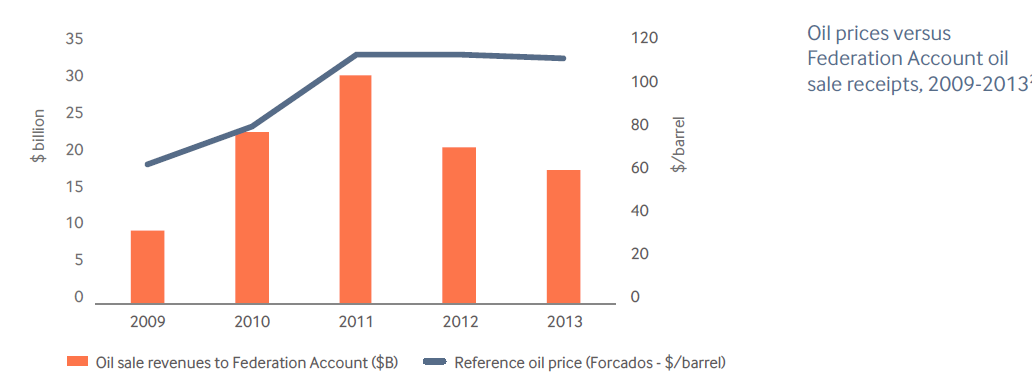 Oil prices versus
Federation Account oil
sale receipts, 2009-2013²
$ billion
35
30
25
20
15
10
5
0
120
100
80
60
40
20
0
$/barrel
2009 2010 2011 2012 2013
Oil sale revenues to Federation Account ($B) Reference oil price (Forcados - $/barrel)